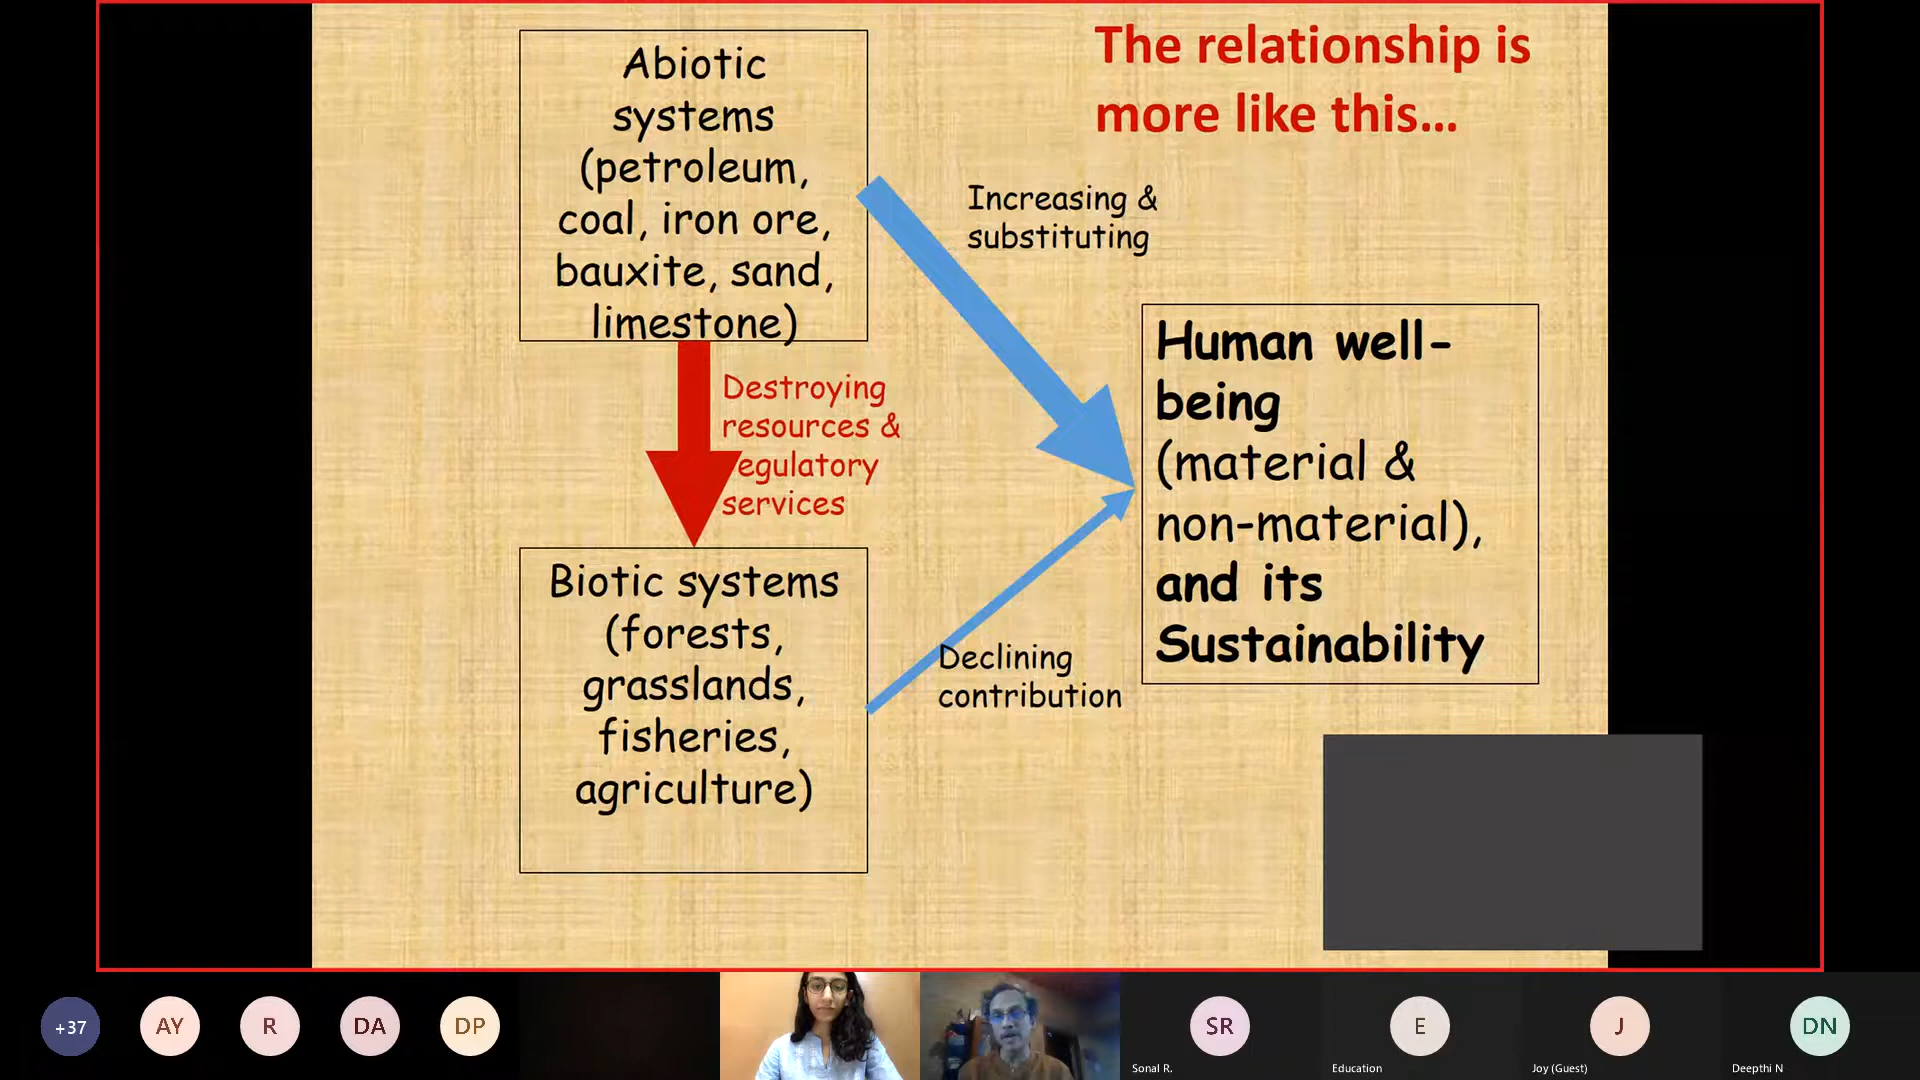 Abiotic
systems
(petroleum,
coal, iron ore,
bauxite, sand,
limestone)
The relationship is
more like this...
Increasing &
substituting
Destroying
resources &
regulatory
services
Human well-
being
(material &
non-material),
and its
Sustainability
Biotic systems
(forests,
grasslands,
fisheries,
agriculture)
Declining
contribution
+37
AY
R
DA
DP
SR
Sonal R.
E
Education
J
Joy (Guest)
DN
Deepthi N